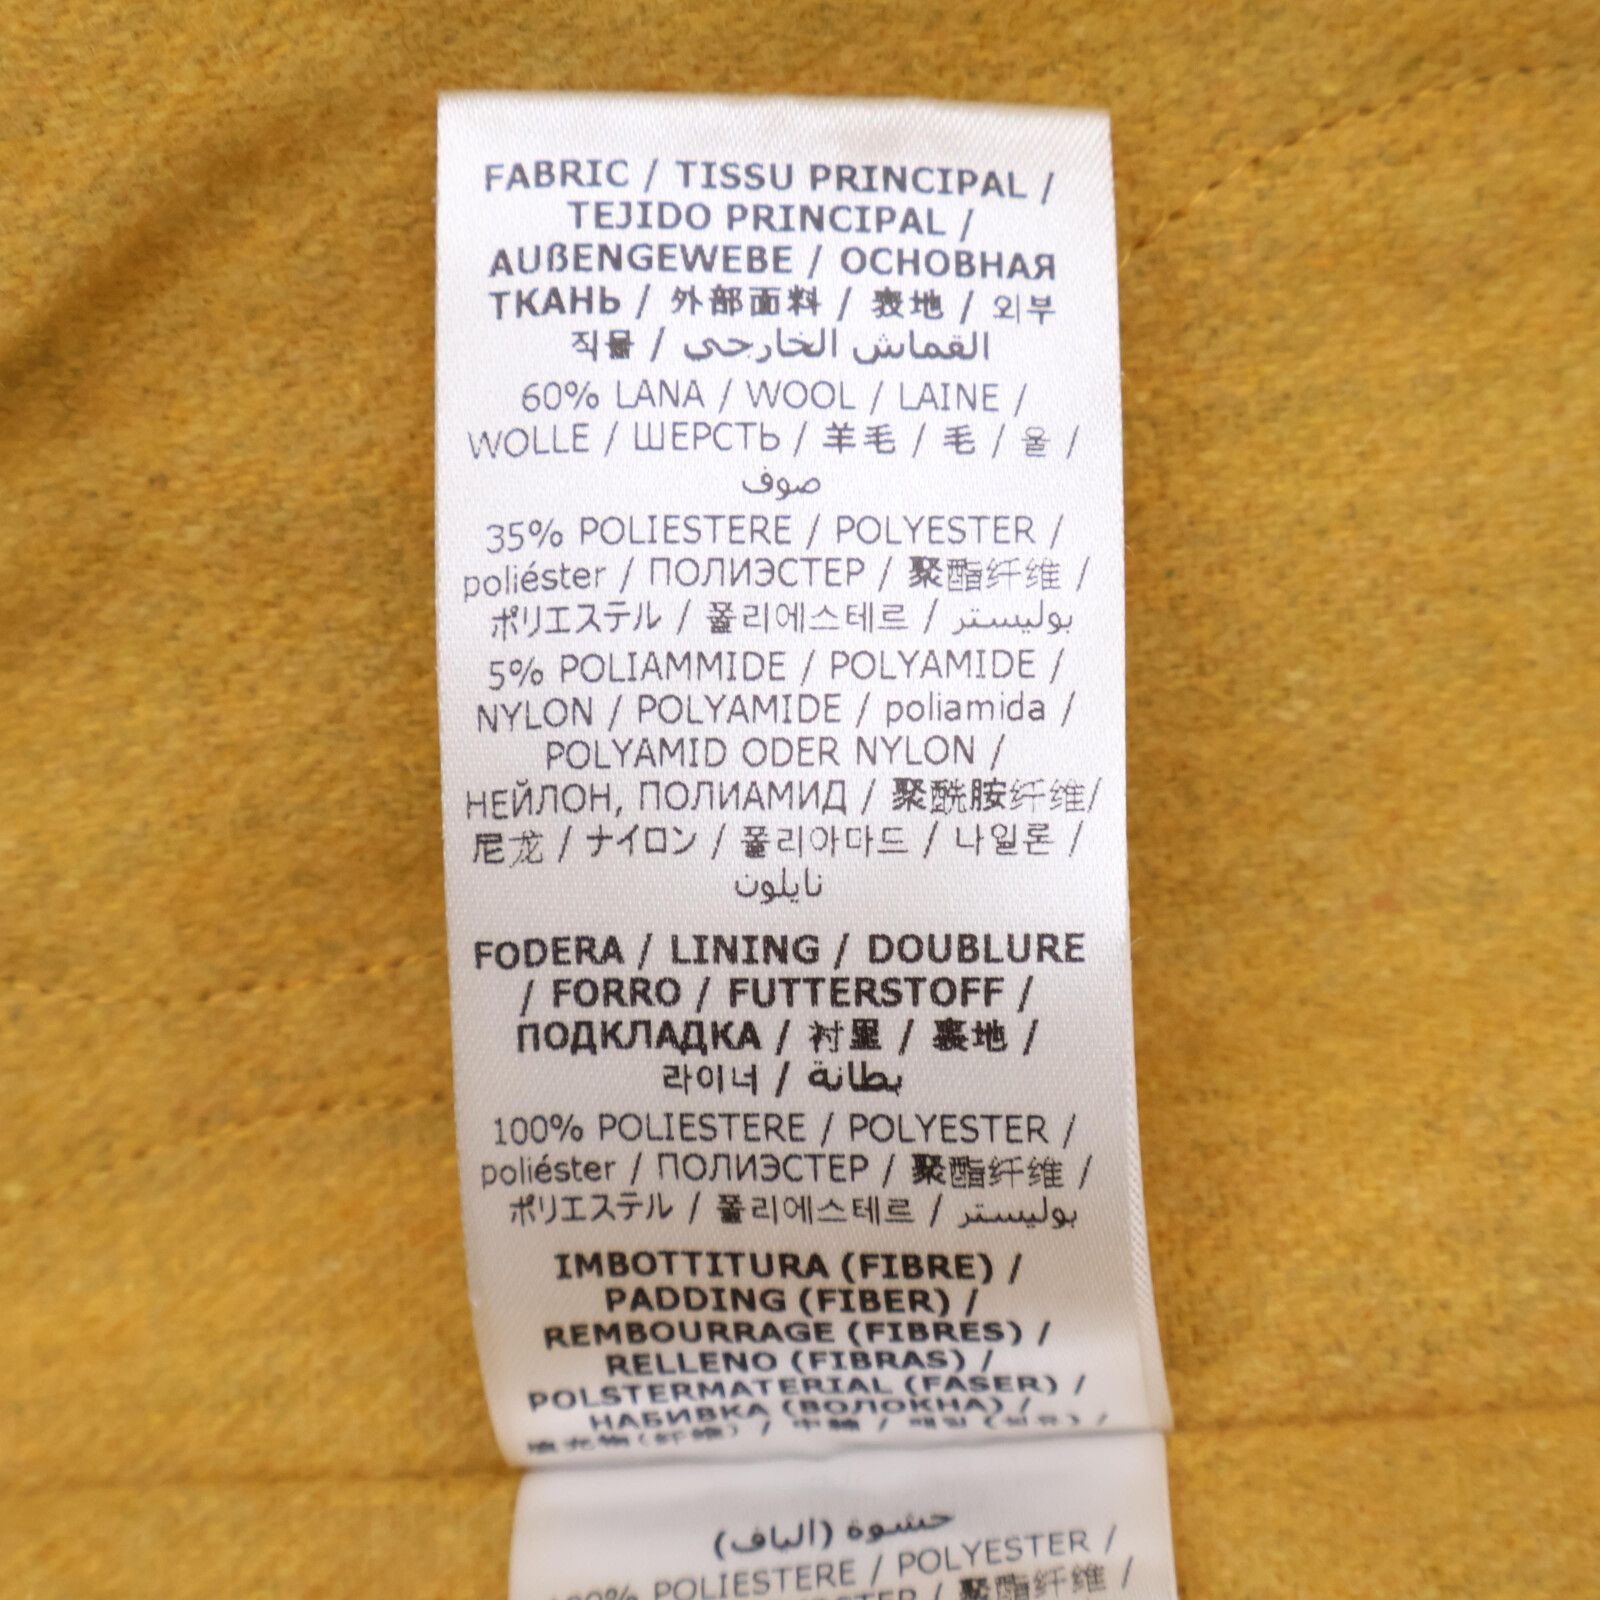 FABRIC / TISSU PRINCIPAL /
TEJIDO PRINCIPAL /
AUßENGEWEBE / ОСНОВНАЯ
ТКАНЬ / 外部面料 / 表地 / 외부
직물 / القماش الخارجي
60% LANA / WOOL / LAINE /
WOLLE / ШЕРСТЬ / 羊毛 / 毛 / 울 /
صوف
35% POLIESTERE / POLYESTER /
poliéster / ПОЛИЭСТЕР / 聚酯纤维 /
ポリエステル / 폴리에스테르 / بوليستر
5% POLIAMMIDE / POLYAMIDE /
NYLON / POLYAMIDE / poliamida /
POLYAMID ODER NYLON /
НЕЙЛОН, ПОЛИАМИД / 聚酰胺纤维/
尼龙 / ナイロン / 폴리아마드 / 나일론 /
نايلون
FODERA / LINING / DOUBLURE
/ FORRO / FUTTERSTOFF /
ПОДКЛАДКА / 衬里 / 裏地 /
라이너 / بطانة
100% POLIESTERE / POLYESTER /
poliéster / ПОЛИЭСТЕР / 聚酯纤维 /
ポリエステル / 폴리에스테르 / بوليستر
IMBOTTITURA (FIBRE) /
PADDING (FIBER) /
REMBOURRAGE (FIBRES) /
RELLENO (FIBRAS) /
POLSTERMATERIAL (FASER) /
НАБИВКА (ВОЛОКНА) /
حشوة (الياف)
POLIESTERE / POLYESTER /
聚酯纤维 /